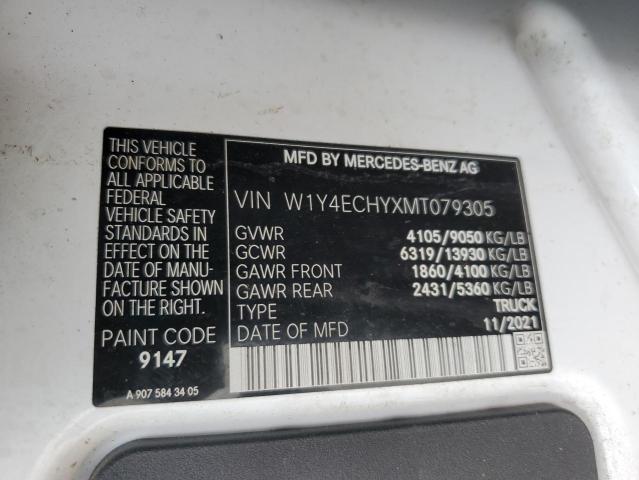 MFD BY MERCEDES-BENZ AG
THIS VEHICLE
CONFORMS TO
ALL APPLICABLE
FEDERAL
VEHICLE SAFETY
STANDARDS IN
EFFECT ON THE
DATE OF MANU-
FACTURE SHOWN
ON THE RIGHT.
PAINT CODE
9147
A 907 584 34 05
VIN W1Y4ECHYXMT079305
GVWR 4105/9050 KG/LB
GCWR 6319/13930 KG/LB
GAWR FRONT 1860/4100 KG/LB
GAWR REAR 2431/5360 KG/LB
TYPE TRUCK
DATE OF MFD 11/2021